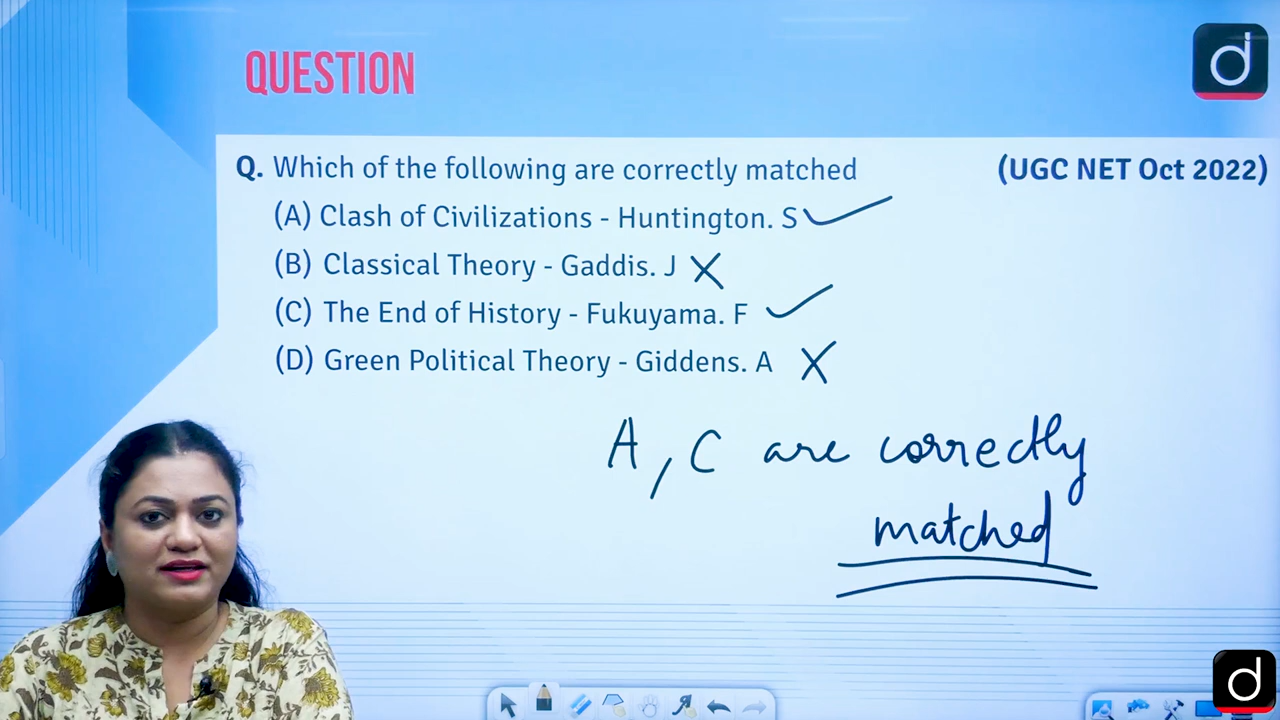 QUESTION
Q. Which of the following are correctly matched (UGC NET Oct 2022)
(A) Clash of Civilizations - Huntington. S
(B) Classical Theory - Gaddis. J
(C) The End of History - Fukuyama. F
(D) Green Political Theory - Giddens. A
A, C are correctly
matched
d
d